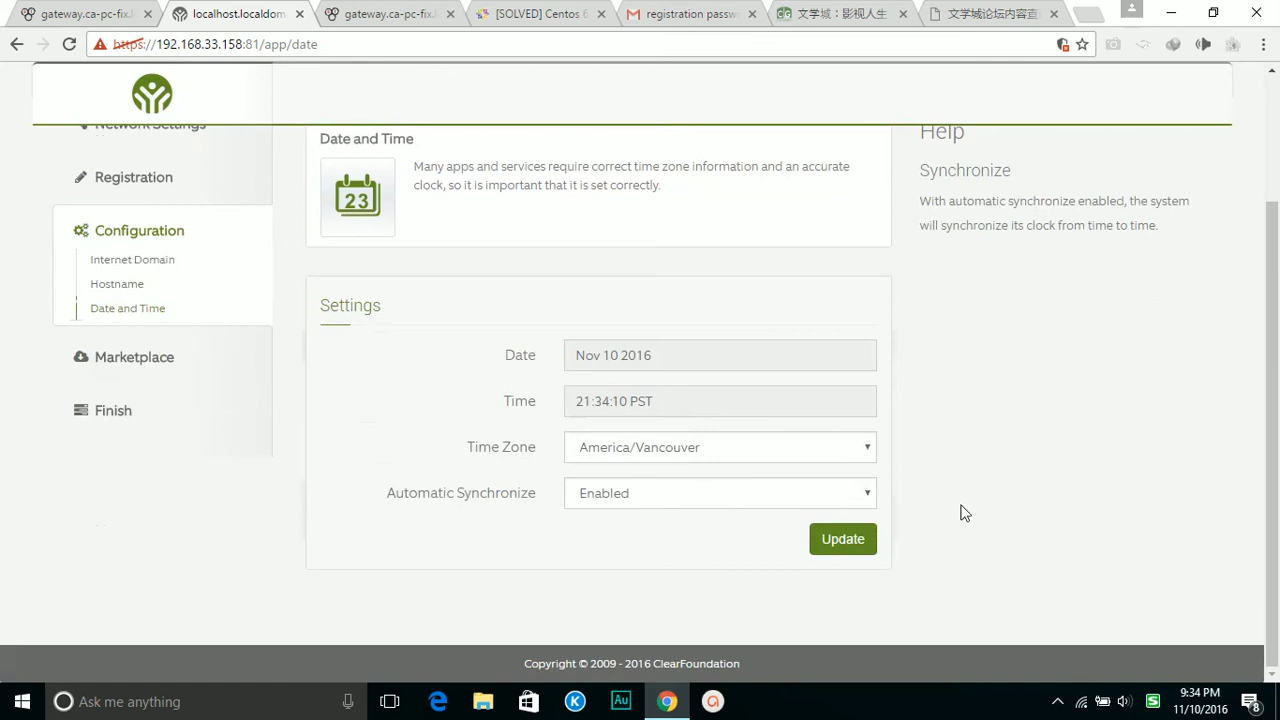 gateway.ca-pc-fix.l
localhost.localdom
gateway.ca-pc-fix.l
[SOLVED] Centos 6
registration passw
文学城：影视人生
文学城论坛内容直
https://192.168.33.158:81/app/date
Network Settings
Registration
Configuration
Internet Domain
Hostname
Date and Time
Marketplace
Finish
Date and Time
23
Many apps and services require correct time zone information and an accurate
clock, so it is important that it is set correctly.
Settings
Date
Nov 10 2016
Time
21:34:10 PST
Time Zone
America/Vancouver
Automatic Synchronize
Enabled
Update
Help
Synchronize
With automatic synchronize enabled, the system
will synchronize its clock from time to time.
Copyright © 2009 - 2016 ClearFoundation
Ask me anything
Au
9:34 PM
11/10/2016
8